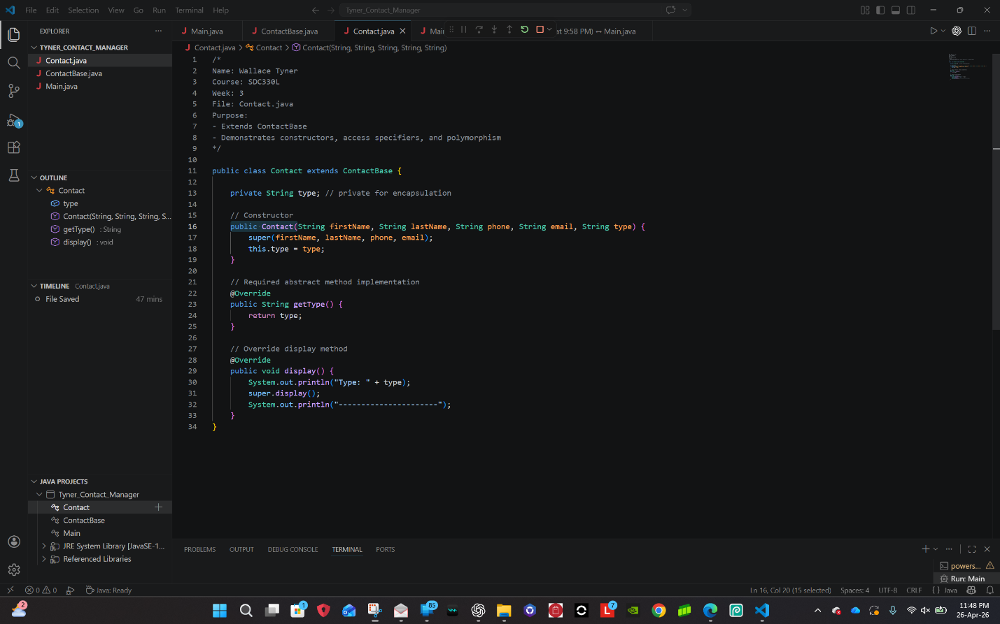 File Edit Selection View Go Run Terminal Help
Tyner_Contact_Manager
EXPLORER
TYNER_CONTACT_MANAGER
Contact.java
ContactBase.java
Main.java
OUTLINE
Contact
type
Contact(String, String, String, S...
getType() : String
display() : void
TIMELINE Contact.java
File Saved 47 mins
JAVA PROJECTS
Tyner_Contact_Manager
Contact
ContactBase
Main
JRE System Library [JavaSE-1...
Referenced Libraries
Main.java ContactBase.java Contact.java Mai at 9:58 PM) ↔ Main.java
Contact.java > Contact > Contact(String, String, String, String, String)
1 /*
2 Name: Wallace Tyner
3 Course: SDC330L
4 Week: 3
5 File: Contact.java
6 Purpose:
7 - Extends ContactBase
8 - Demonstrates constructors, access specifiers, and polymorphism
9 */
10
11 public class Contact extends ContactBase {
12
13 private String type; // private for encapsulation
14
15 // Constructor
16 public Contact(String firstName, String lastName, String phone, String email, String type) {
17 super(firstName, lastName, phone, email);
18 this.type = type;
19 }
20
21 // Required abstract method implementation
22 @Override
23 public String getType() {
24 return type;
25 }
26
27 // Override display method
28 @Override
29 public void display() {
30 System.out.println("Type: " + type);
31 super.display();
32 System.out.println("----------------------");
33 }
34 }
PROBLEMS OUTPUT DEBUG CONSOLE TERMINAL PORTS
powers...
Run: Main
0 0 Java: Ready
Ln 16, Col 20 (15 selected) Spaces: 4 UTF-8 CRLF { } Java
1
2
1
85
7
11:48 PM
26-Apr-26